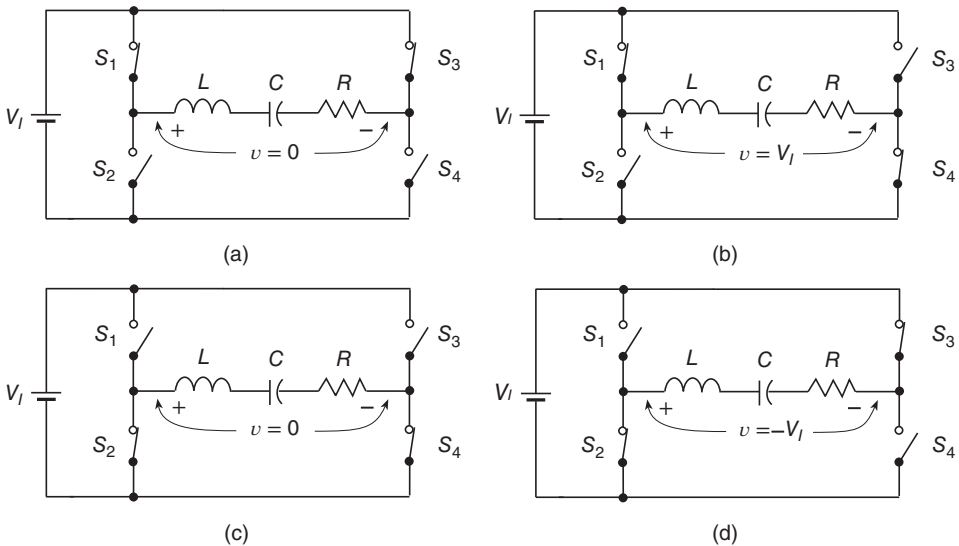 S1
S3
L
C
R
VI
+
−
v = 0
S2
S4
(a)
S1
S3
L
C
R
VI
+
−
v = VI
S2
S4
(b)
S1
S3
L
C
R
VI
+
−
v = 0
S2
S4
(c)
S1
S3
L
C
R
VI
+
−
v =−VI
S2
S4
(d)